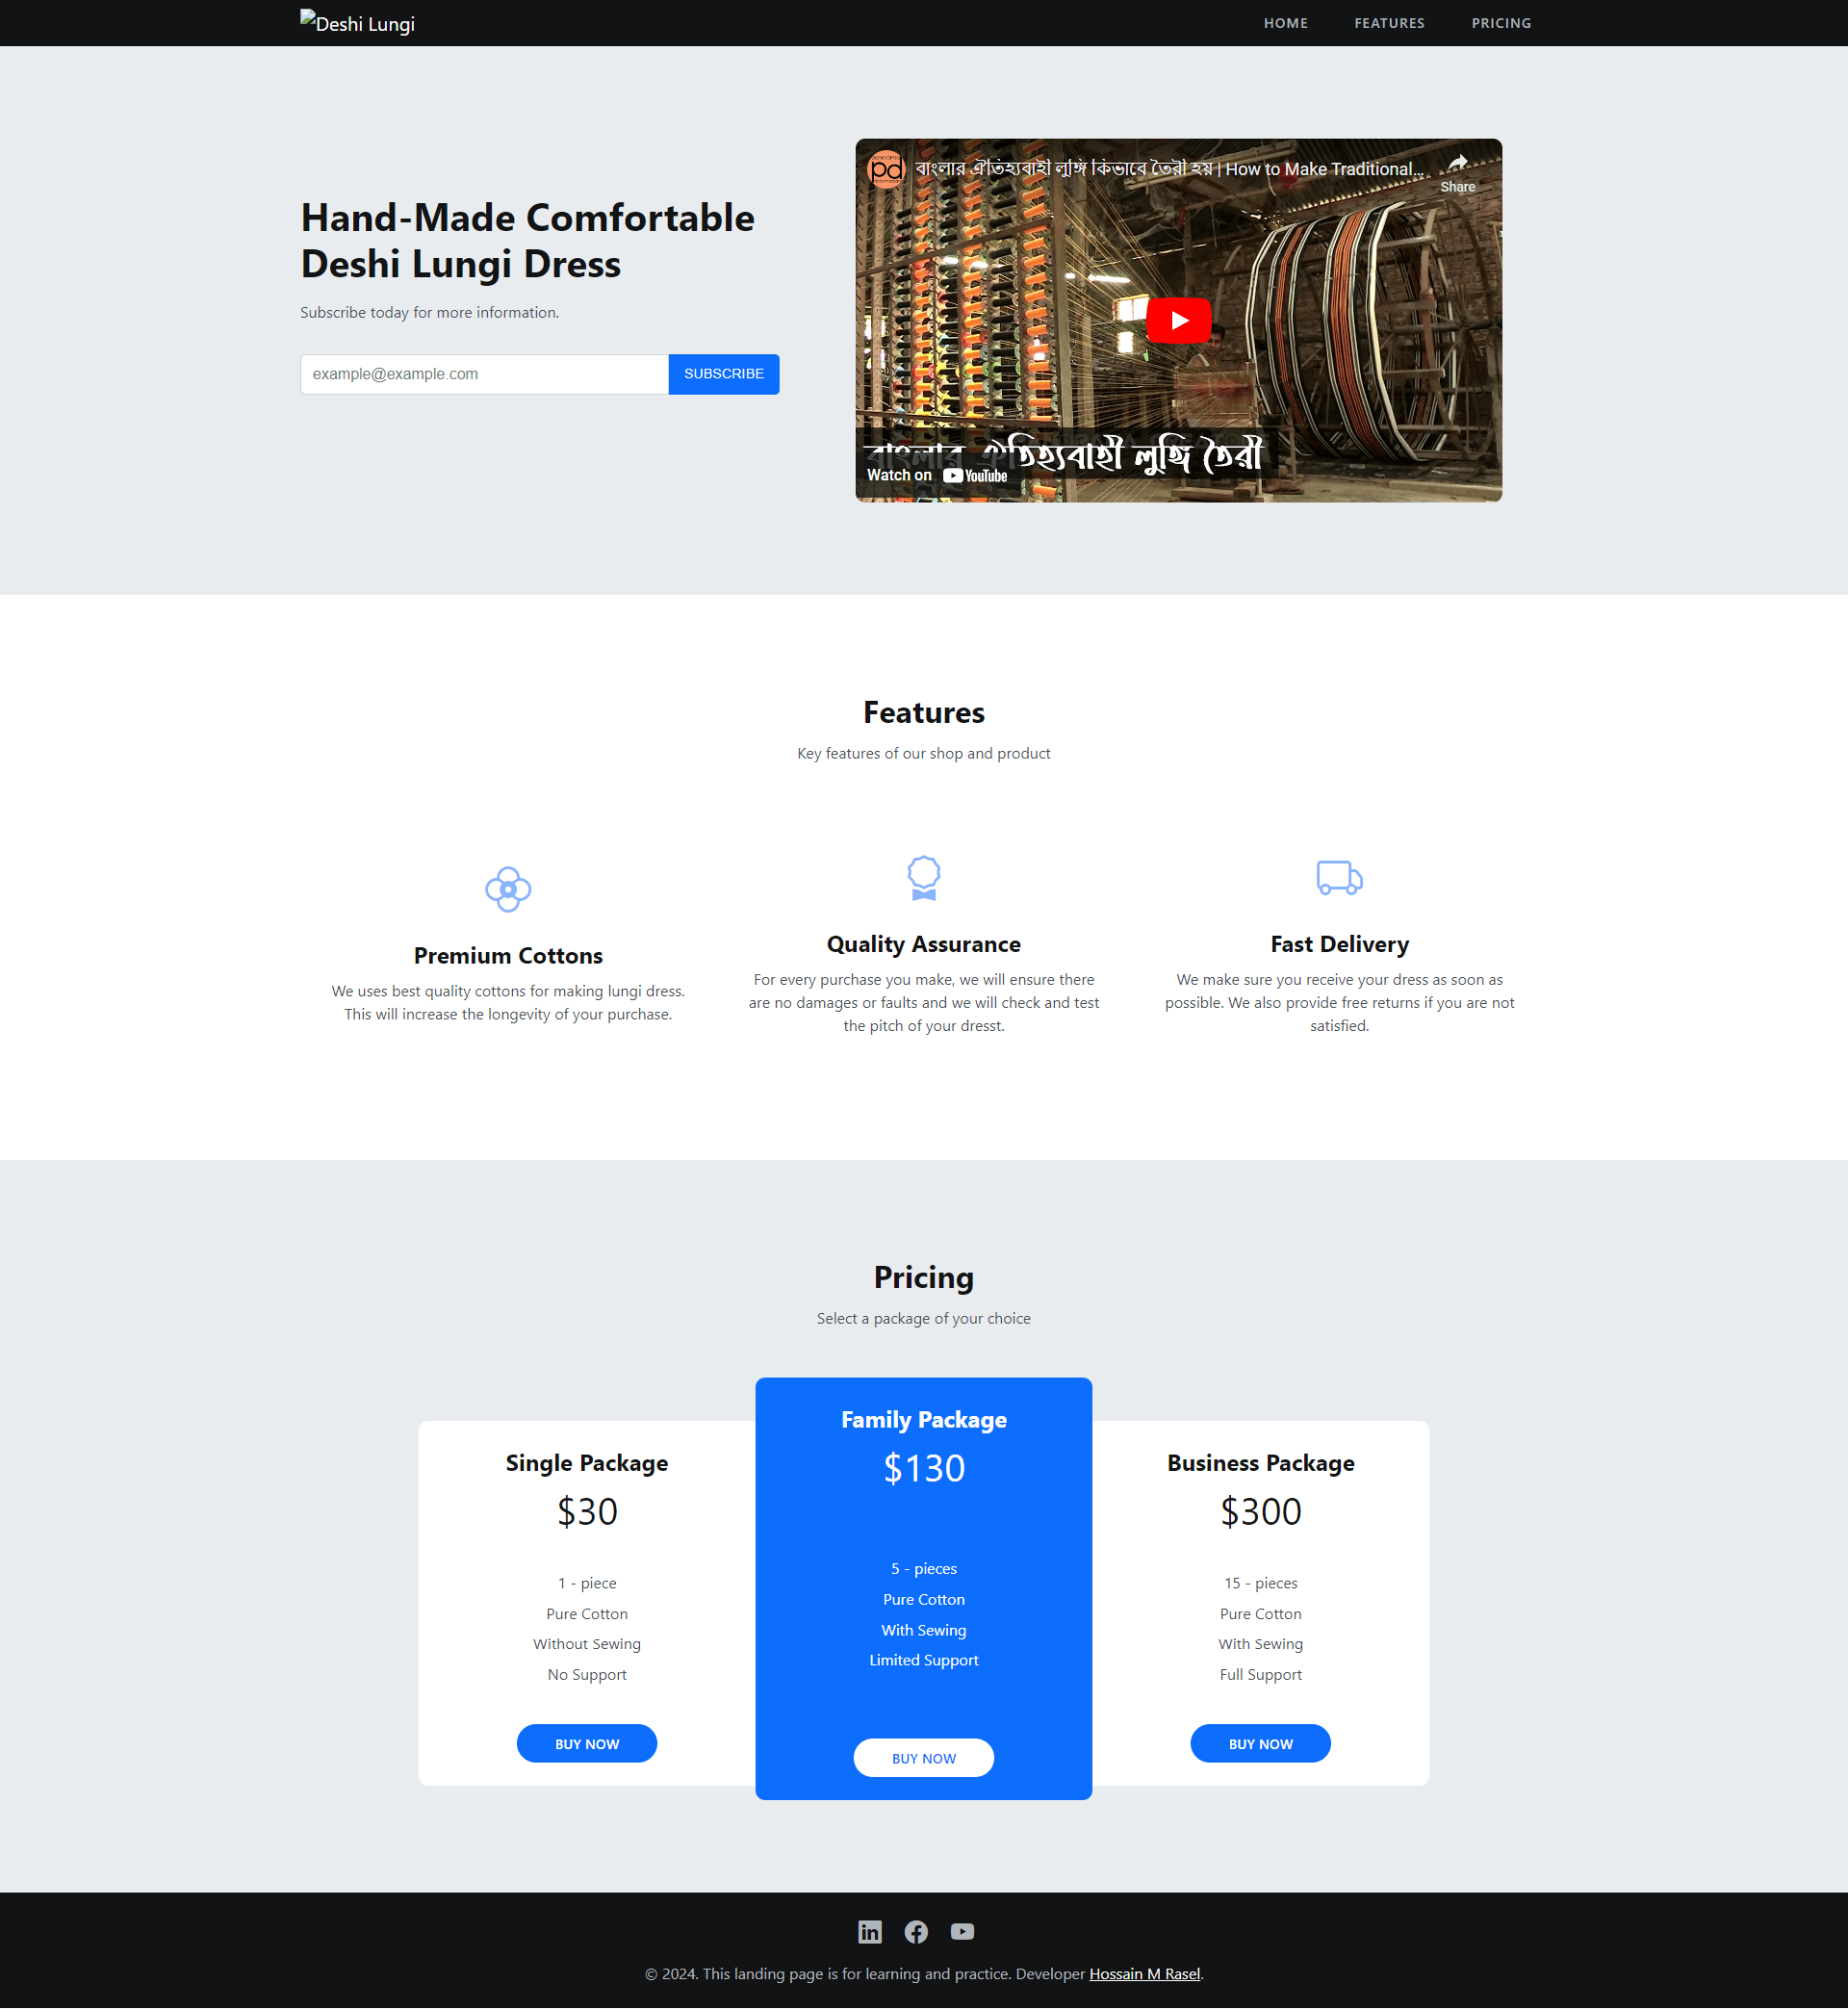 Deshi Lungi
HOME
FEATURES
PRICING
বাংলার ঐতিহ্যবাহী লুঙ্গি কিভাবে তৈরী হয় | How to Make Traditional...
Share
Hand-Made Comfortable
Deshi Lungi Dress
Subscribe today for more information.
example@example.com
SUBSCRIBE
pd
বাংলার ঐতিহ্যবাহী লুঙ্গি তৈরী
Watch on YouTube
Features
Key features of our shop and product
Premium Cottons
We uses best quality cottons for making lungi dress.
This will increase the longevity of your purchase.
Quality Assurance
For every purchase you make, we will ensure there
are no damages or faults and we will check and test
the pitch of your dresst.
Fast Delivery
We make sure you receive your dress as soon as
possible. We also provide free returns if you are not
satisfied.
Pricing
Select a package of your choice
Single Package
$30
1 - piece
Pure Cotton
Without Sewing
No Support
BUY NOW
Family Package
$130
5 - pieces
Pure Cotton
With Sewing
Limited Support
BUY NOW
Business Package
$300
15 - pieces
Pure Cotton
With Sewing
Full Support
BUY NOW
© 2024. This landing page is for learning and practice. Developer Hossain M Rasel.